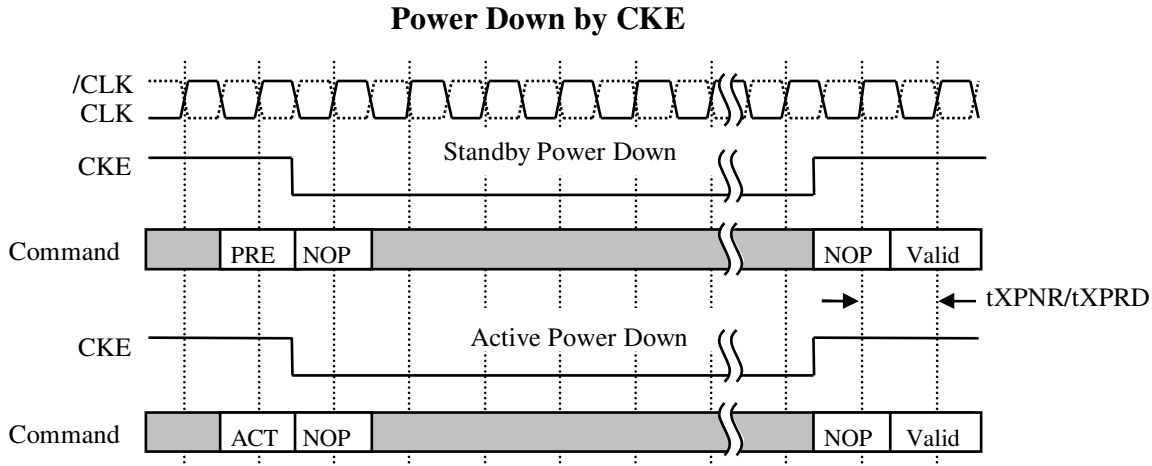 Power Down by CKE
/CLK
CLK
CKE
Standby Power Down
Command
PRE
NOP
NOP
Valid
tXPNR/tXPRD
CKE
Active Power Down
Command
ACT
NOP
NOP
Valid